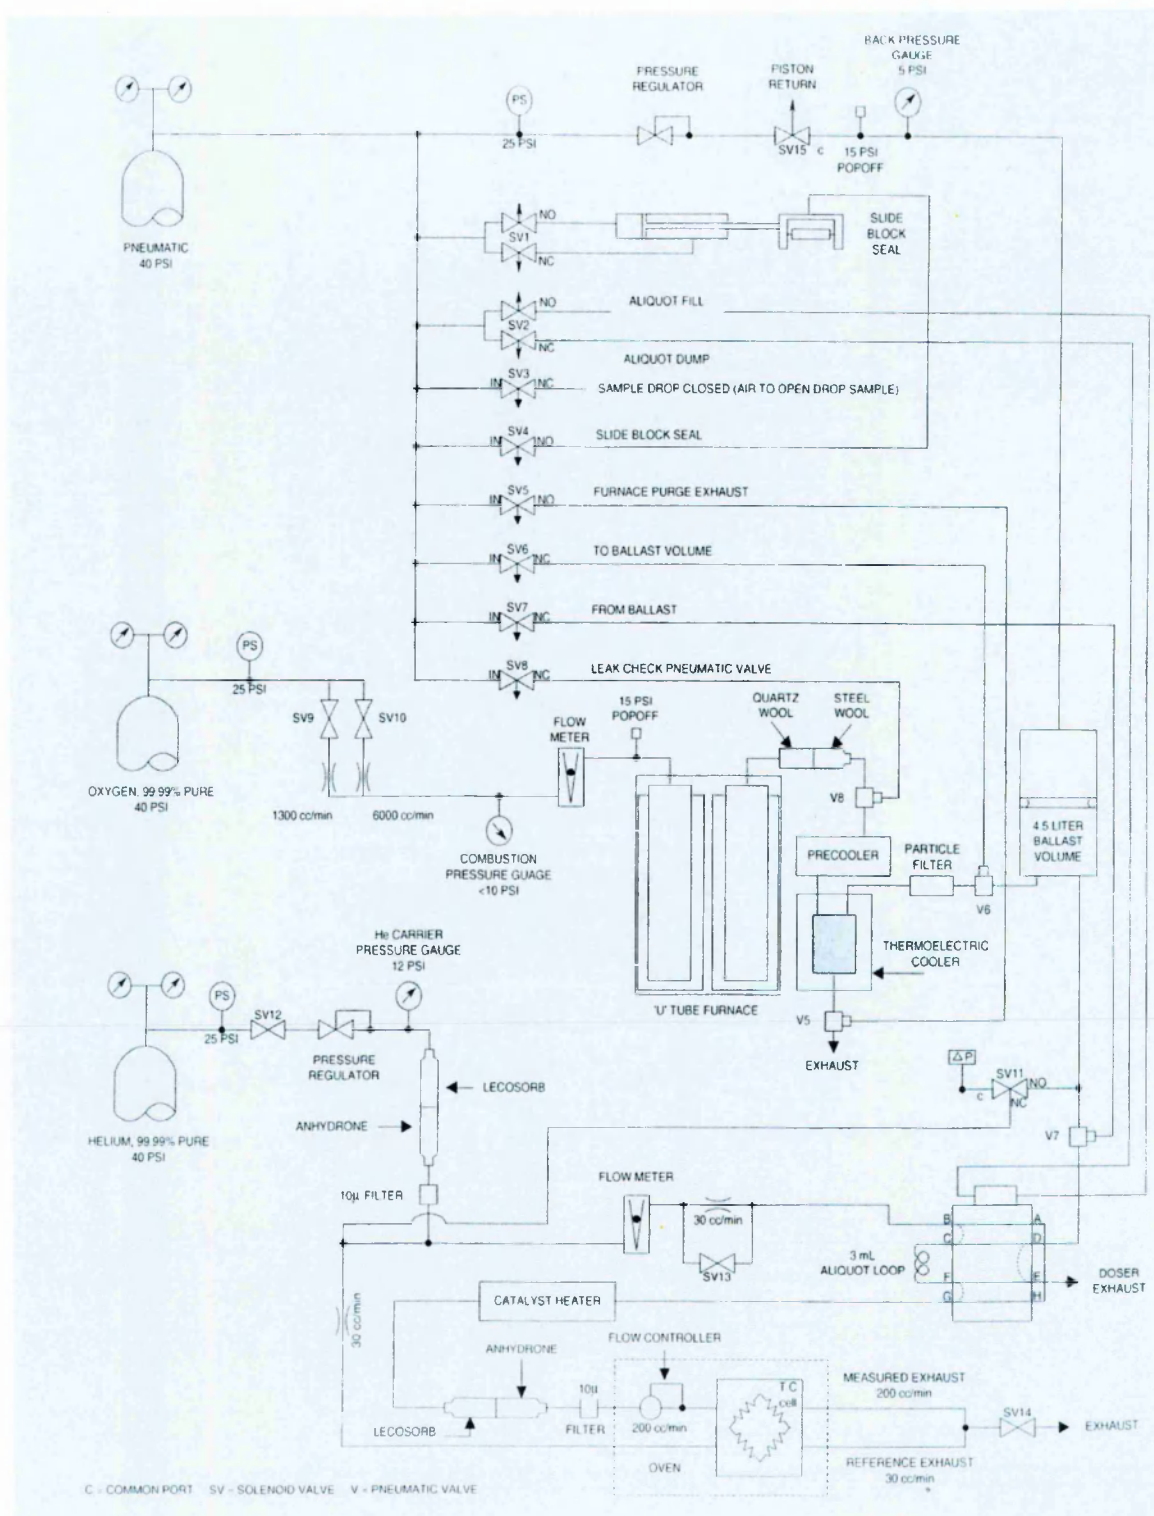 BACK PRESSURE
GAUGE
5 PSI
PRESSURE
REGULATOR
PISTON
RETURN
PS
25 PSI
SV15
C
15 PSI
POPOFF
PNEUMATIC
40 PSI
NO
SV1
NC
SLIDE
BLOCK
SEAL
NO
SV2
NC
ALIQUOT FILL
ALIQUOT DUMP
SV3
IN
NC
SAMPLE DROP CLOSED (AIR TO OPEN DROP SAMPLE)
SV4
IN
NO
SLIDE BLOCK SEAL
SV5
IN
NO
FURNACE PURGE EXHAUST
SV6
IN
NC
TO BALLAST VOLUME
SV7
IN
NC
FROM BALLAST
SV8
IN
NC
LEAK CHECK PNEUMATIC VALVE
PS
25 PSI
SV9
SV10
OXYGEN, 99.99% PURE
40 PSI
1300 cc/min
6000 cc/min
COMBUSTION
PRESSURE GUAGE
<10 PSI
FLOW
METER
15 PSI
POPOFF
QUARTZ
WOOL
STEEL
WOOL
V8
PRECOOLER
PARTICLE
FILTER
V6
4.5 LITER
BALLAST
VOLUME
THERMOELECTRIC
COOLER
'U' TUBE FURNACE
V5
EXHAUST
He CARRIER
PRESSURE GAUGE
12 PSI
PS
25 PSI
SV12
PRESSURE
REGULATOR
HELIUM, 99.99% PURE
40 PSI
LECOSORB
ANHYDRONE
10µ FILTER
ΔP
SV11
C
NO
NC
V7
FLOW METER
30 cc/min
SV13
3 mL
ALIQUOT LOOP
B
A
C
D
F
E
G
H
DOSER
EXHAUST
30 cc/min
CATALYST HEATER
ANHYDRONE
LECOSORB
10µ
FILTER
FLOW CONTROLLER
200 cc/min
OVEN
T C
cell
MEASURED EXHAUST
200 cc/min
SV14
EXHAUST
REFERENCE EXHAUST
30 cc/min
C - COMMON PORT SV - SOLENOID VALVE V - PNEUMATIC VALVE